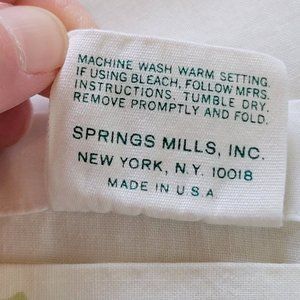 MACHINE WASH WARM SETTING.
IF USING BLEACH, FOLLOW MFRS.
INSTRUCTIONS. TUMBLE DRY.
REMOVE PROMPTLY AND FOLD.
SPRINGS MILLS, INC.
NEW YORK, N.Y. 10018
MADE IN U.S.A